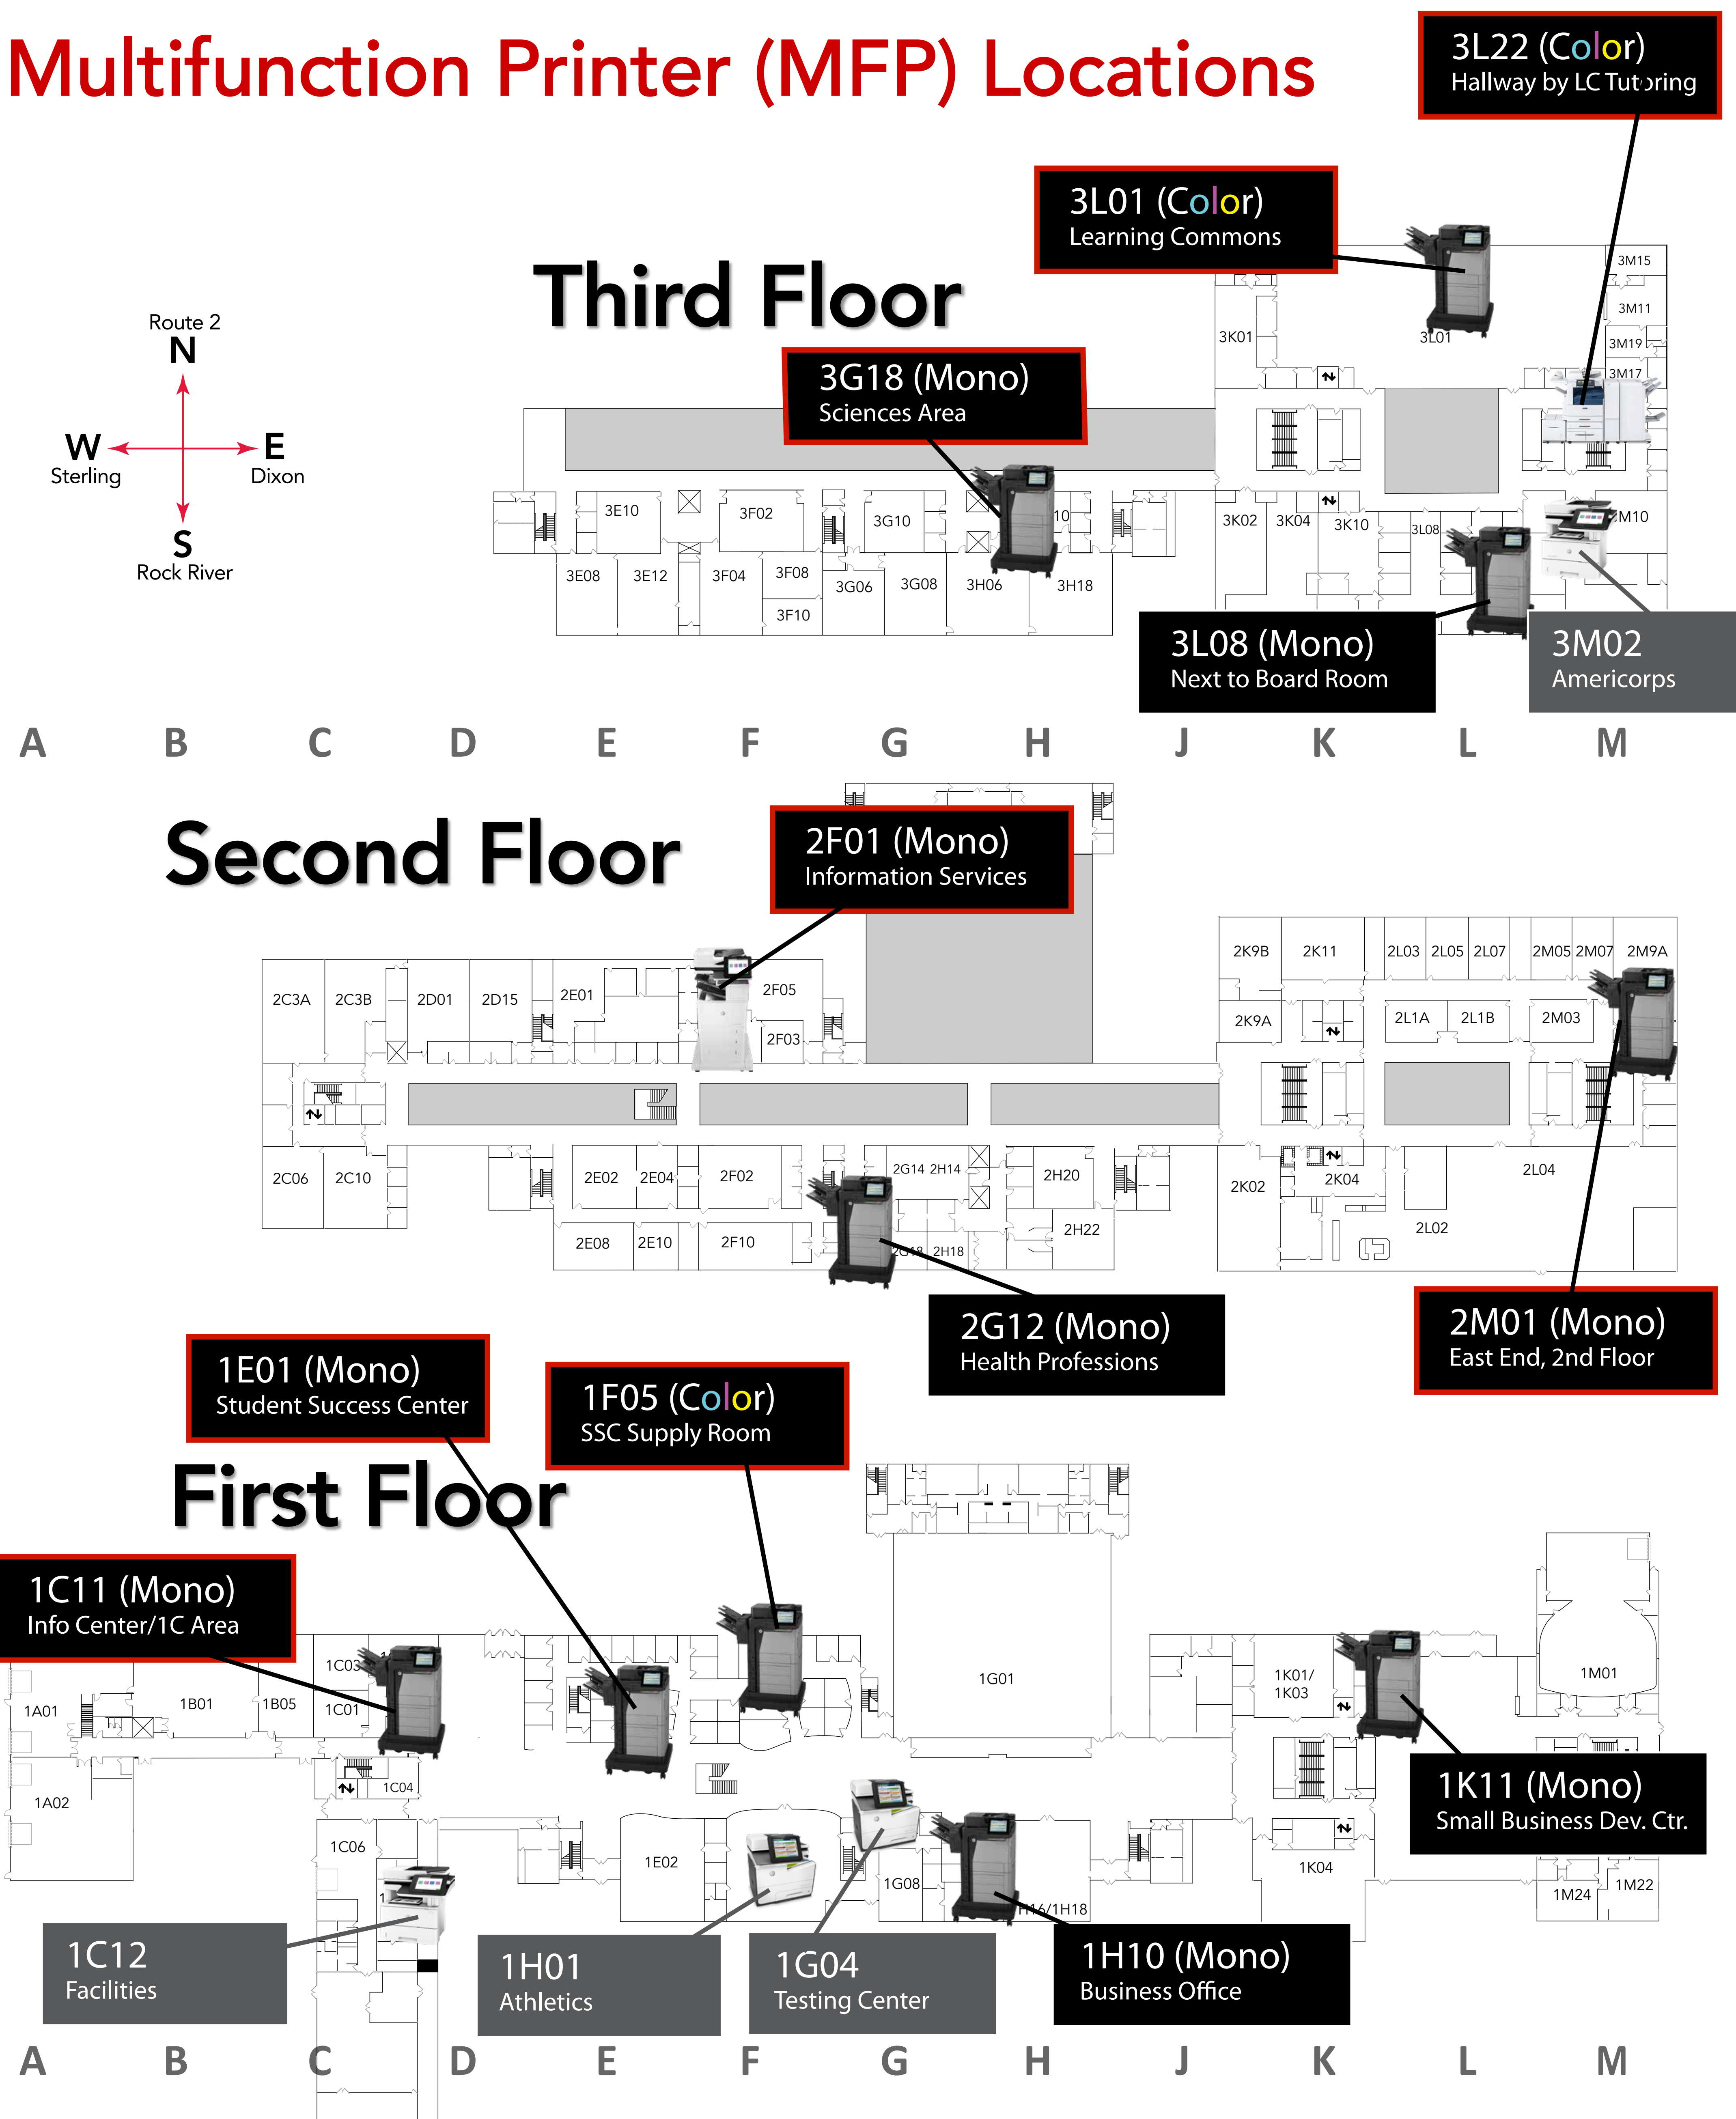 Multifunction Printer (MFP) Locations
3L22 (Color)
Hallway by LC Tutoring
3L01 (Color)
Learning Commons
Third Floor
3M15
3M11
3K01
3L01
3M19
3M17
Route 2
N
W
Sterling
E
Dixon
S
Rock River
3G18 (Mono)
Sciences Area
3E10
3F02
3G10
10
3K02
3K04
3K10
3L08
M10
3E08
3E12
3F04
3F08
3G06
3G08
3H06
3H18
3F10
3L08 (Mono)
Next to Board Room
3M02
Americorps
A B C D E F G H J K L M
Second Floor
2F01 (Mono)
Information Services
2K9B
2K11
2L03
2L05
2L07
2M05
2M07
2M9A
2C3A
2C3B
2D01
2D15
2E01
2F05
2F03
2K9A
2L1A
2L1B
2M03
2C06
2C10
2E02
2E04
2F02
2G14
2H14
2H20
2K02
2K04
2L04
2E08
2E10
2F10
2G18
2H18
2H22
2L02
2G12 (Mono)
Health Professions
2M01 (Mono)
East End, 2nd Floor
1E01 (Mono)
Student Success Center
1F05 (Color)
SSC Supply Room
First Floor
1C11 (Mono)
Info Center/1C Area
1C03
1A01
1B01
1B05
1C01
1G01
1K01/
1K03
1M01
1C04
1A02
1K11 (Mono)
Small Business Dev. Ctr.
1C06
1E02
1G08
H16/1H18
1K04
1M24
1M22
1C12
Facilities
1H01
Athletics
1G04
Testing Center
1H10 (Mono)
Business Office
A B C D E F G H J K L M